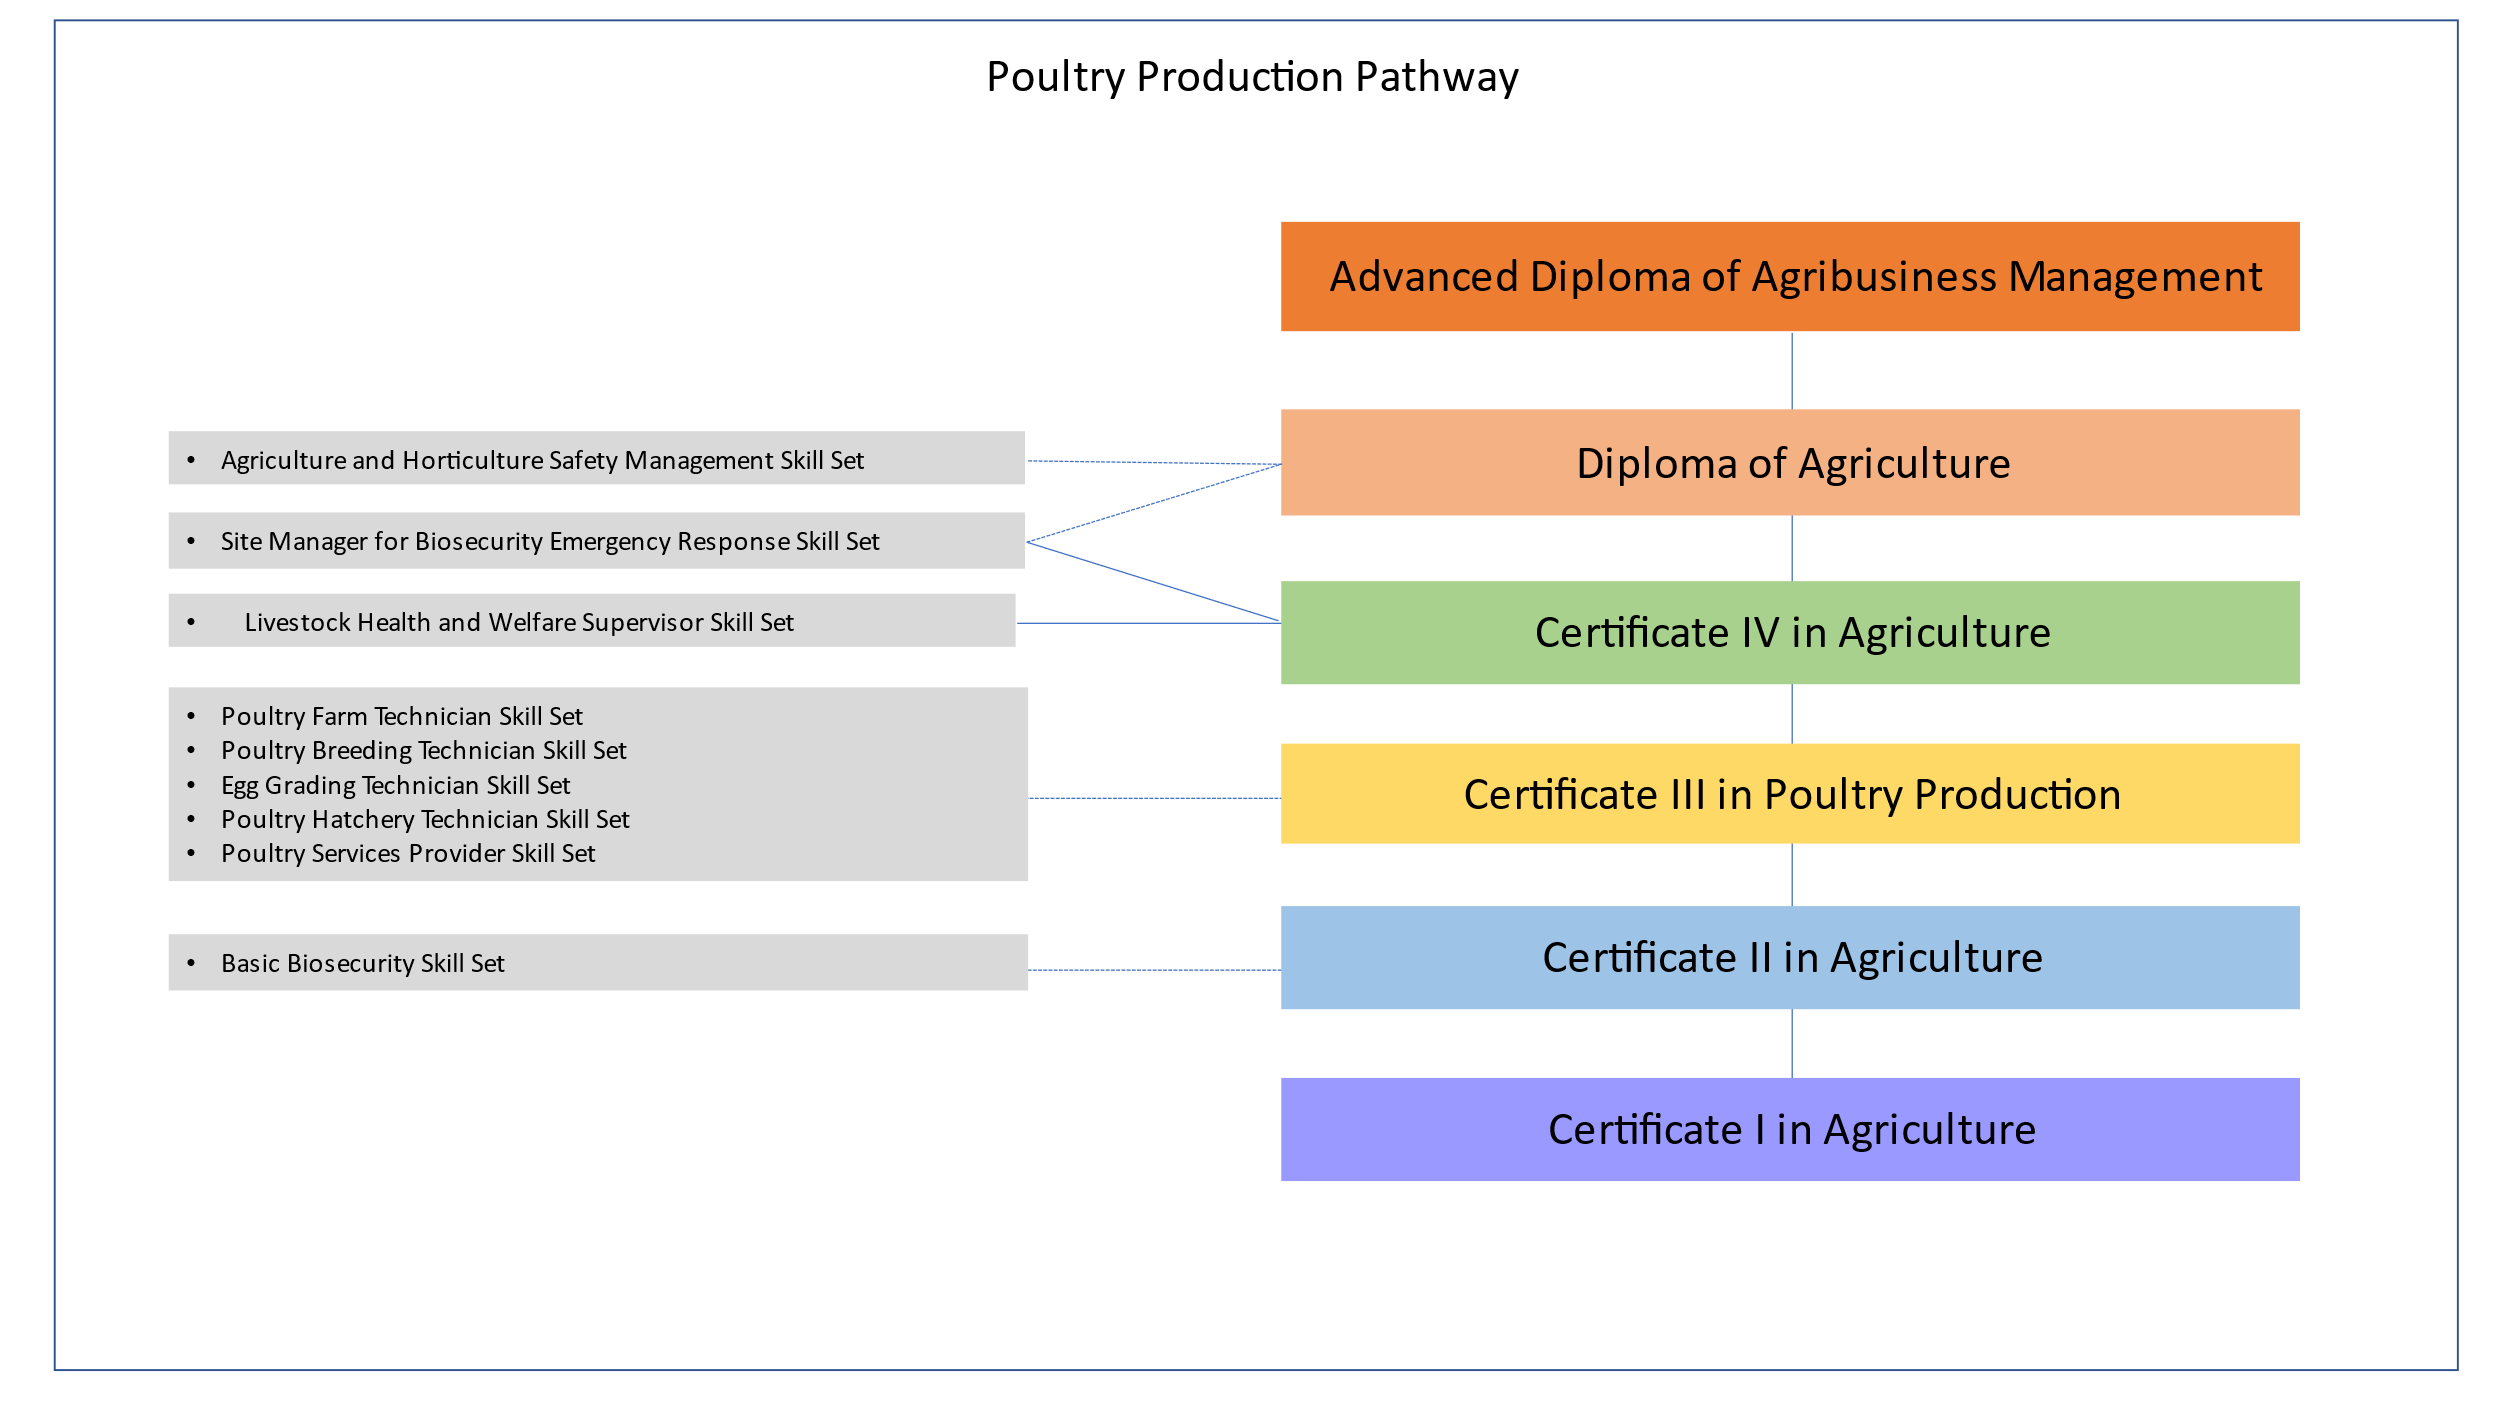 Poultry Production Pathway
Advanced Diploma of Agribusiness Management
• Agriculture and Horticulture Safety Management Skill Set
Diploma of Agriculture
• Site Manager for Biosecurity Emergency Response Skill Set
• Livestock Health and Welfare Supervisor Skill Set
Certificate IV in Agriculture
• Poultry Farm Technician Skill Set
• Poultry Breeding Technician Skill Set
• Egg Grading Technician Skill Set
• Poultry Hatchery Technician Skill Set
• Poultry Services Provider Skill Set
Certificate III in Poultry Production
• Basic Biosecurity Skill Set
Certificate II in Agriculture
Certificate I in Agriculture